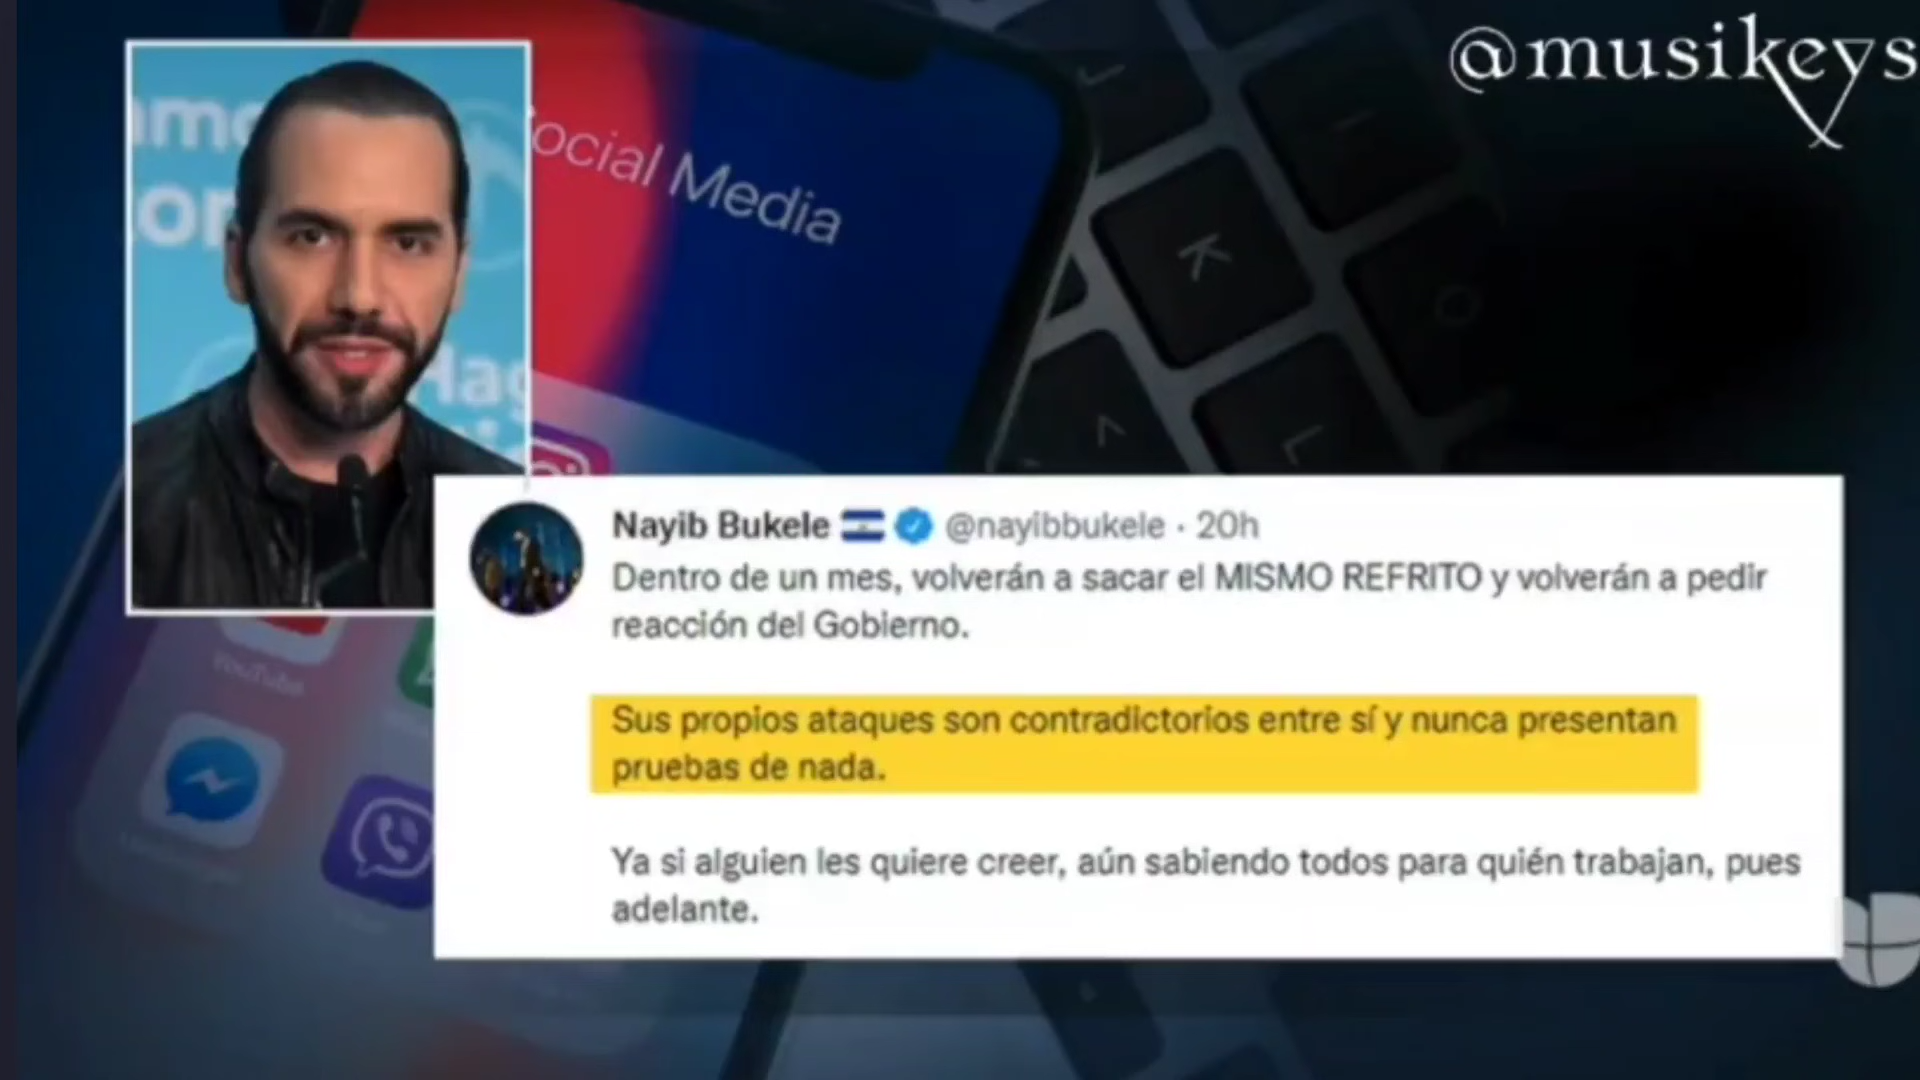 @musikeys
Social Media
Nayib Bukele @nayibbukele · 20h
Dentro de un mes, volverán a sacar el MISMO REFRITO y volverán a pedir
reacción del Gobierno.
Sus propios ataques son contradictorios entre sí y nunca presentan
pruebas de nada.
Ya si alguien les quiere creer, aún sabiendo todos para quién trabajan, pues
adelante.
YouTube
K
O
L